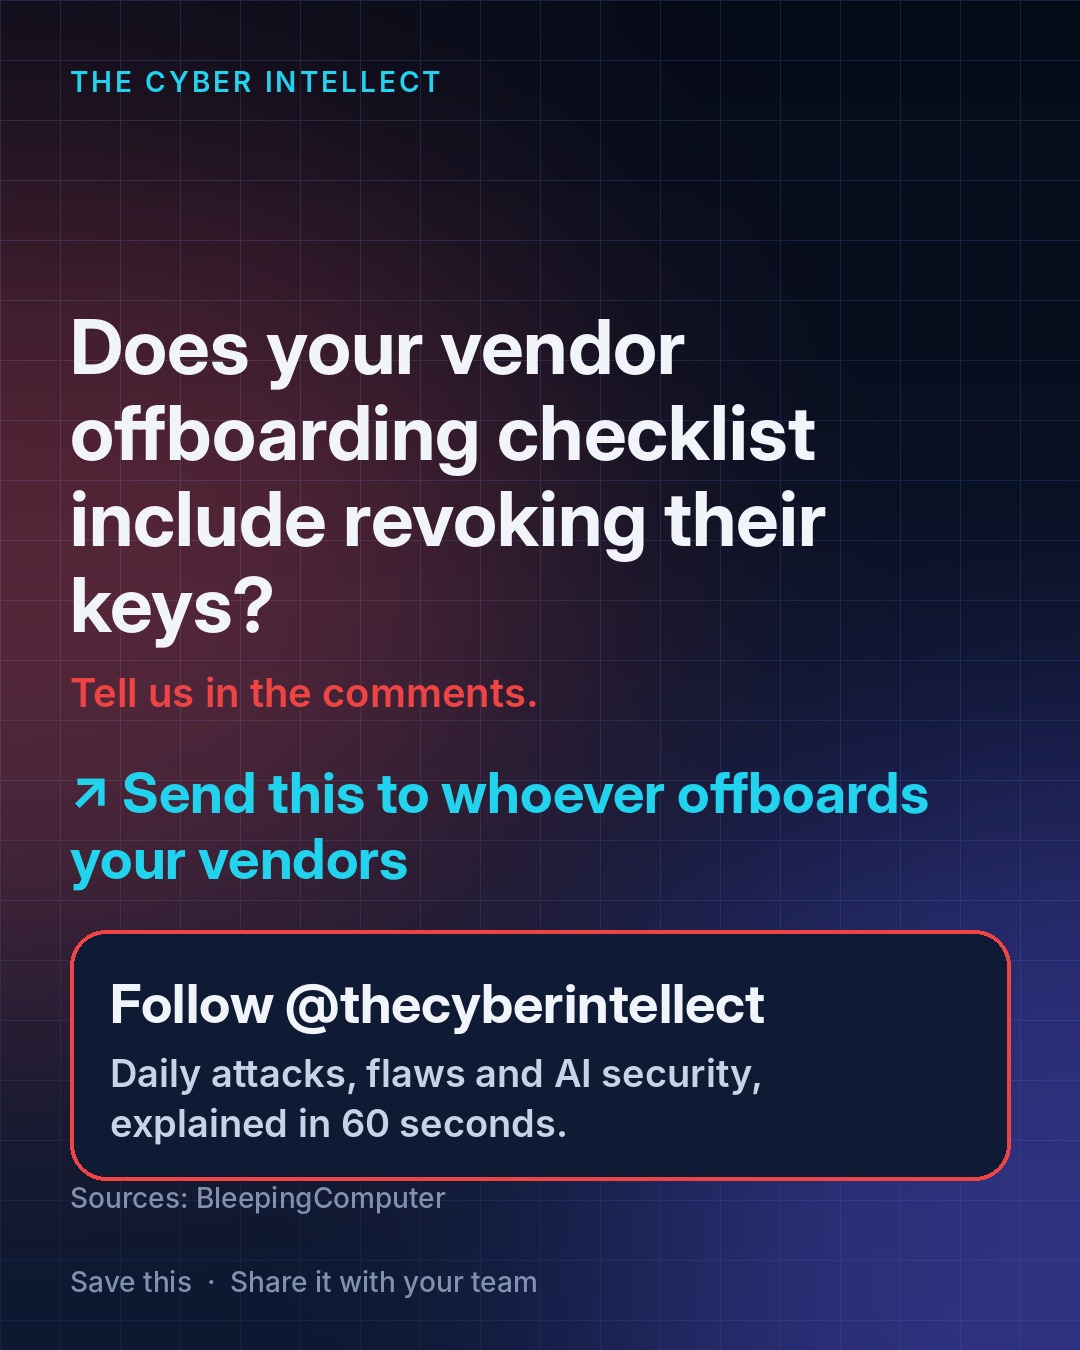 THE CYBER INTELLECT
Does your vendor
offboarding checklist
include revoking their
keys?
Tell us in the comments.
↗ Send this to whoever offboards
your vendors
Follow @thecyberintellect
Daily attacks, flaws and AI security,
explained in 60 seconds.
Sources: BleepingComputer
Save this · Share it with your team